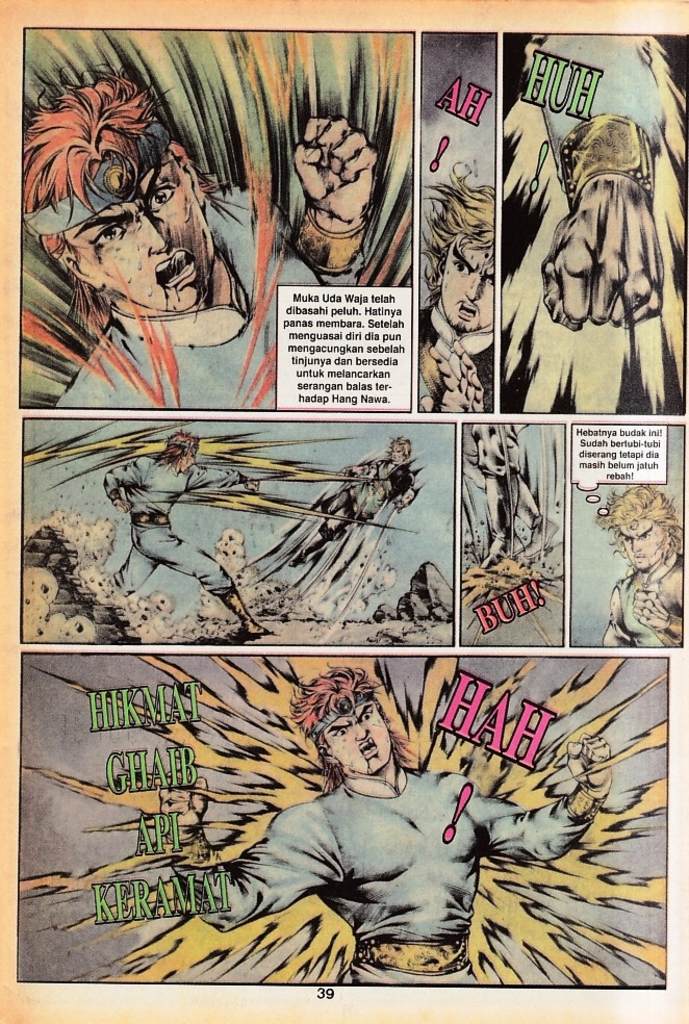 Muka Uda Waja telah
dibasahi peluh. Hatinya
panas membara. Setelah
menguasai diri dia pun
mengacungkan sebelah
tinjunya dan bersedia
untuk melancarkan
serangan balas ter-
hadap Hang Nawa.
AH
!
HUH
!
BUH!
Hebatnya budak ini!
Sudah bertubi-tubi
diserang tetapi dia
masih belum jatuh
rebah!
HIKMAT
GHAIB
API
KERAMAT
HAH
!
39